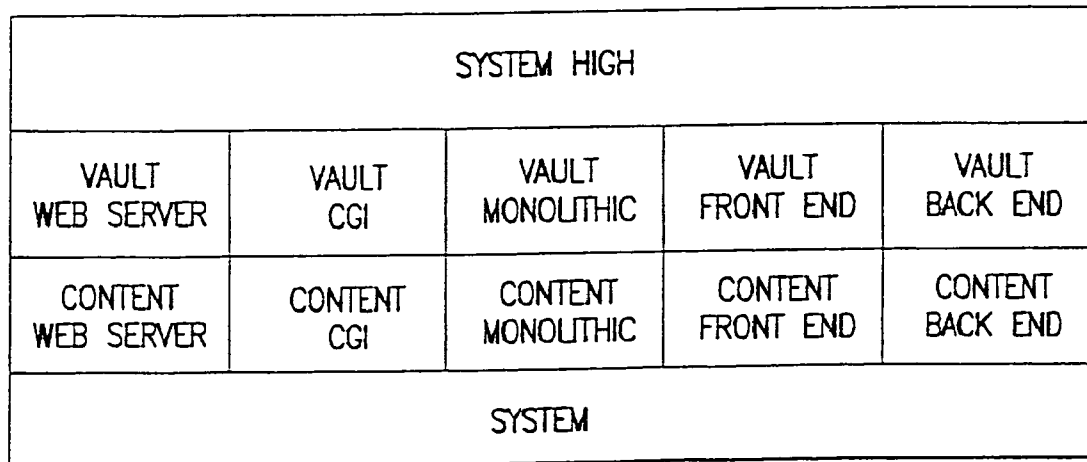 SYSTEM HIGH
VAULT
WEB SERVER
VAULT
CGI
VAULT
MONOLITHIC
VAULT
FRONT END
VAULT
BACK END
CONTENT
WEB SERVER
CONTENT
CGI
CONTENT
MONOLITHIC
CONTENT
FRONT END
CONTENT
BACK END
SYSTEM